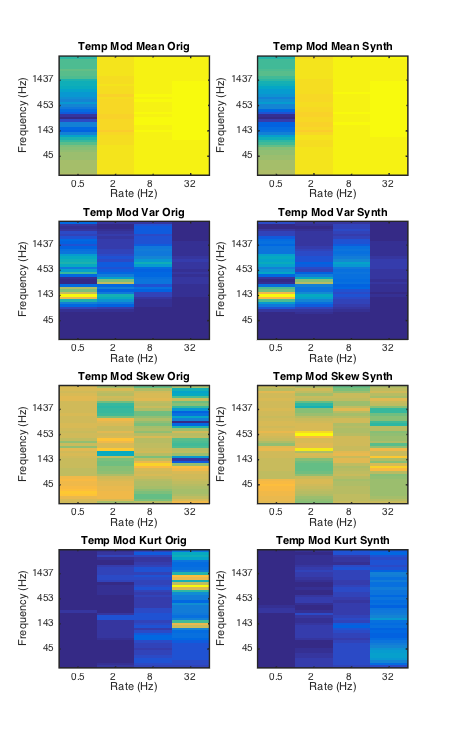 Temp Mod Mean Orig
Temp Mod Mean Synth
Frequency (Hz)
1437
453
143
45
0.5 2 8 32
Rate (Hz)
Frequency (Hz)
1437
453
143
45
0.5 2 8 32
Rate (Hz)
Temp Mod Var Orig
Temp Mod Var Synth
Frequency (Hz)
1437
453
143
45
0.5 2 8 32
Rate (Hz)
Frequency (Hz)
1437
453
143
45
0.5 2 8 32
Rate (Hz)
Temp Mod Skew Orig
Temp Mod Skew Synth
Frequency (Hz)
1437
453
143
45
0.5 2 8 32
Rate (Hz)
Frequency (Hz)
1437
453
143
45
0.5 2 8 32
Rate (Hz)
Temp Mod Kurt Orig
Temp Mod Kurt Synth
Frequency (Hz)
1437
453
143
45
0.5 2 8 32
Rate (Hz)
Frequency (Hz)
1437
453
143
45
0.5 2 8 32
Rate (Hz)